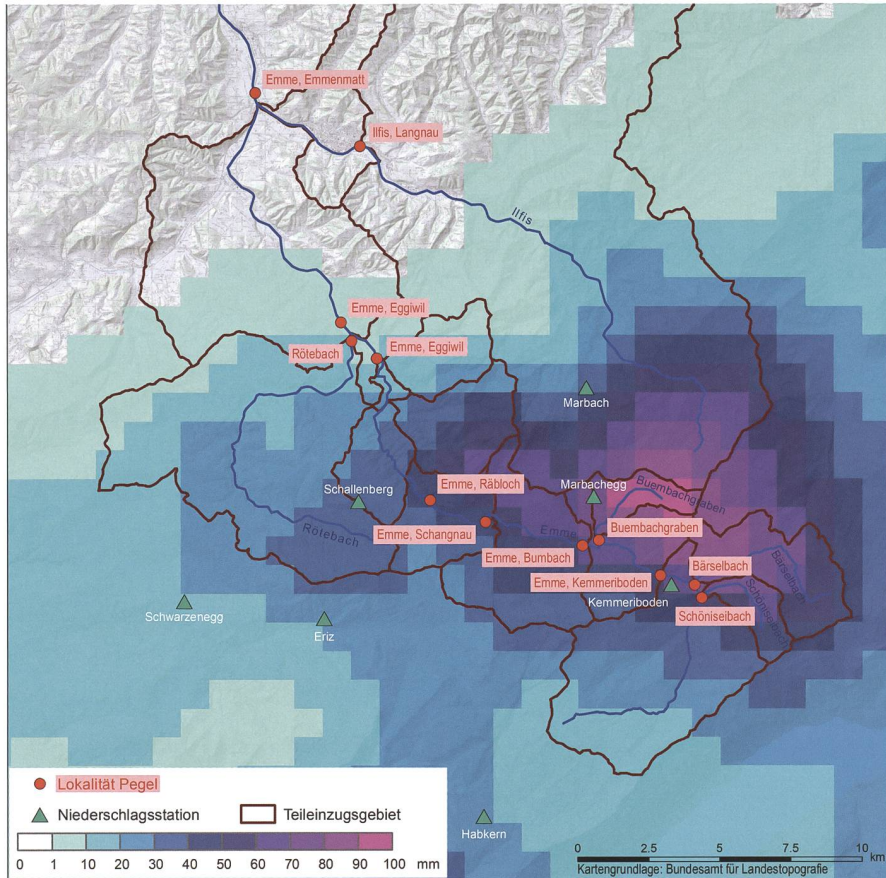 Emme, Emmenmatt
Ilfis, Langnau
Ilfis
Emme, Eggiwil
Rötebach
Emme, Eggiwil
Marbach
Schallenberg
Emme, Räbloch
Marbachegg
Buembachgraben
Rötebach
Emme, Schangnau
Emme
Buembachgraben
Emme, Bumbach
Emme, Kemmeriboden
Bärselbach
Bärselbach
Kemmeriboden
Schöniseibach
Schöniseibach
Schwarzenegg
Eriz
Lokalität Pegel
Niederschlagsstation
Teileinzugsgebiet
Habkern
0 1 10 20 30 40 50 60 70 80 90 100 mm
0 2.5 5 7.5 10 km
Kartengrundlage: Bundesamt für Landestopografie